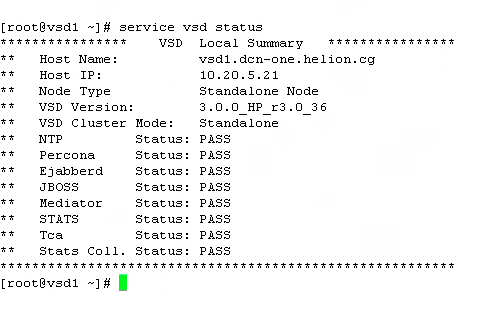 [root@vsd1 ~]# service vsd status
**************** VSD Local Summary ****************
** Host Name: vsd1.dcn-one.helion.cg
** Host IP: 10.20.5.21
** Node Type Standalone Node
** VSD Version: 3.0.0_HP_r3.0_36
** VSD Cluster Mode: Standalone
** NTP Status: PASS
** Percona Status: PASS
** Ejabberd Status: PASS
** JBOSS Status: PASS
** Mediator Status: PASS
** STATS Status: PASS
** Tca Status: PASS
** Stats Coll. Status: PASS
*********************************************************
[root@vsd1 ~]#